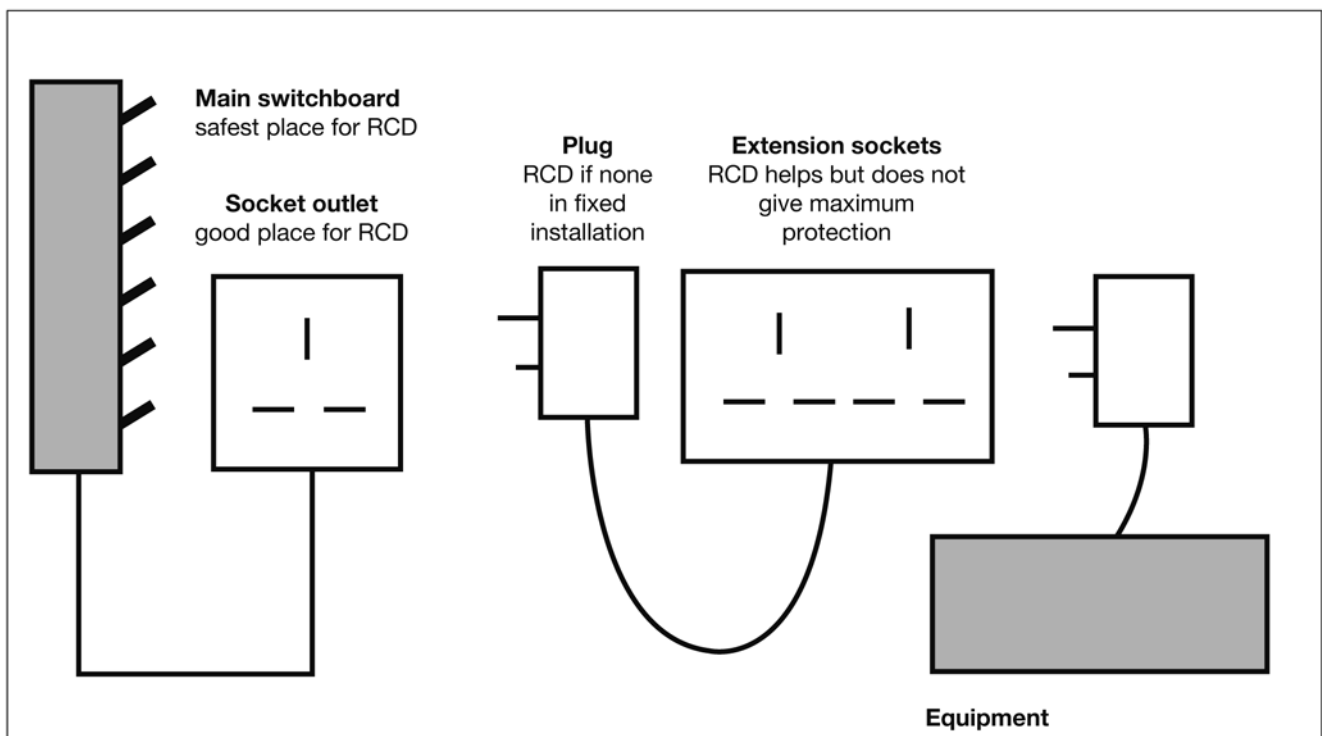 Main switchboard
safest place for RCD
Socket outlet
good place for RCD
Plug
RCD if none
in fixed
installation
Extension sockets
RCD helps but does not
give maximum
protection
Equipment